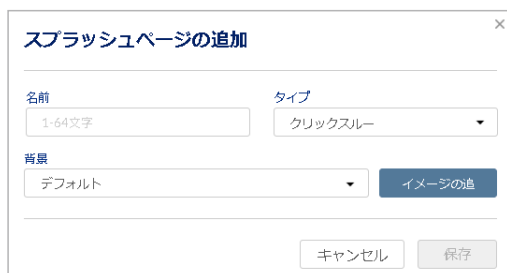 スプラッシュページの追加
名前
タイプ
1-64文字
クリックスルー
背景
デフォルト
イメージの追
キャンセル
保存